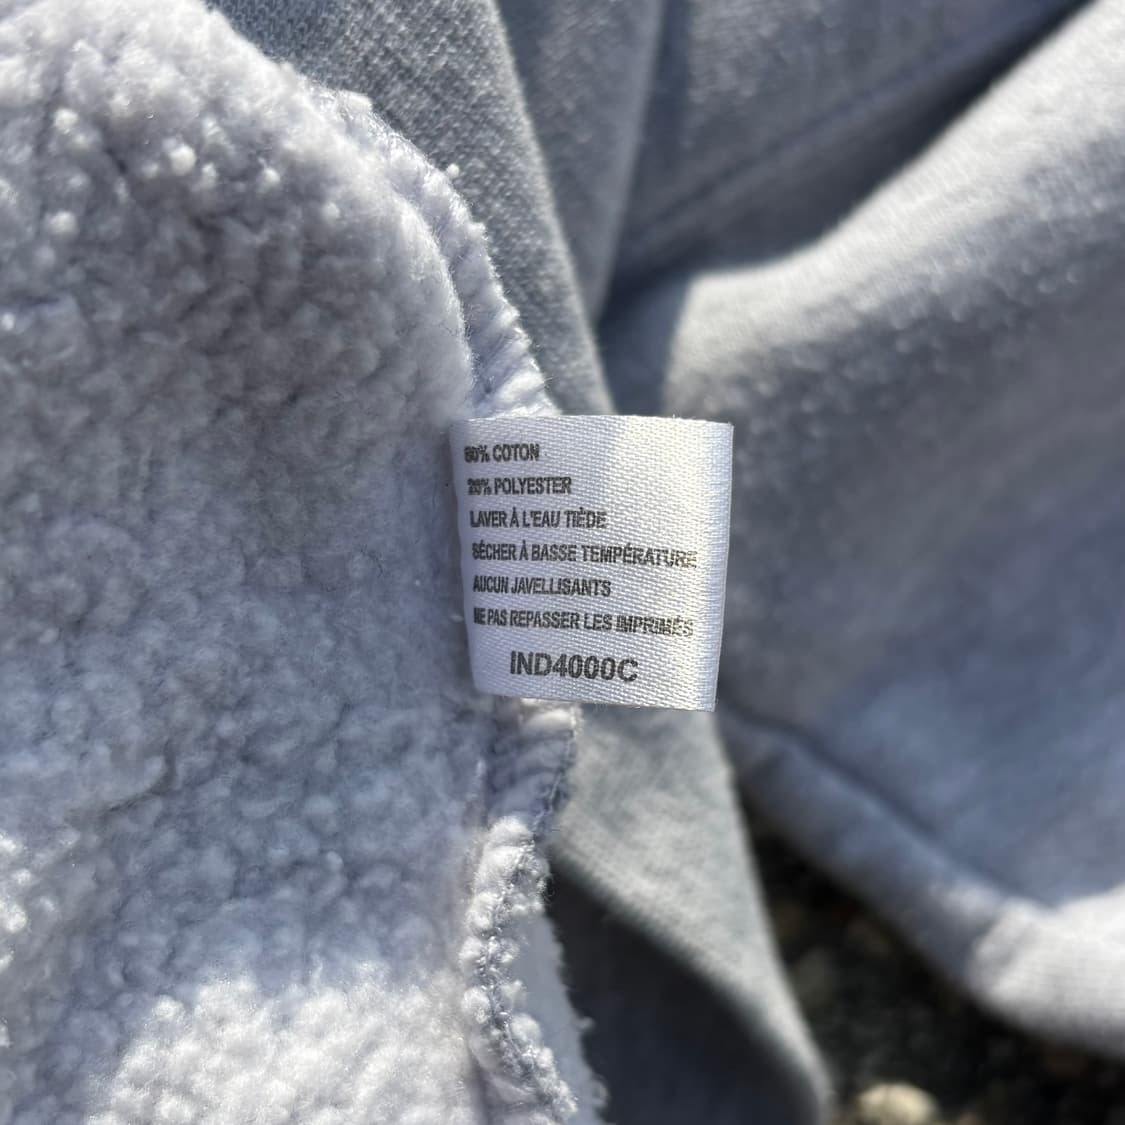 80% COTON
20% POLYESTER
LAVER À L'EAU TIÈDE
SÉCHER À BASSE TEMPÉRATURE
AUCUN JAVELLISANTS
NE PAS REPASSER LES IMPRIMÉS
IND4000C